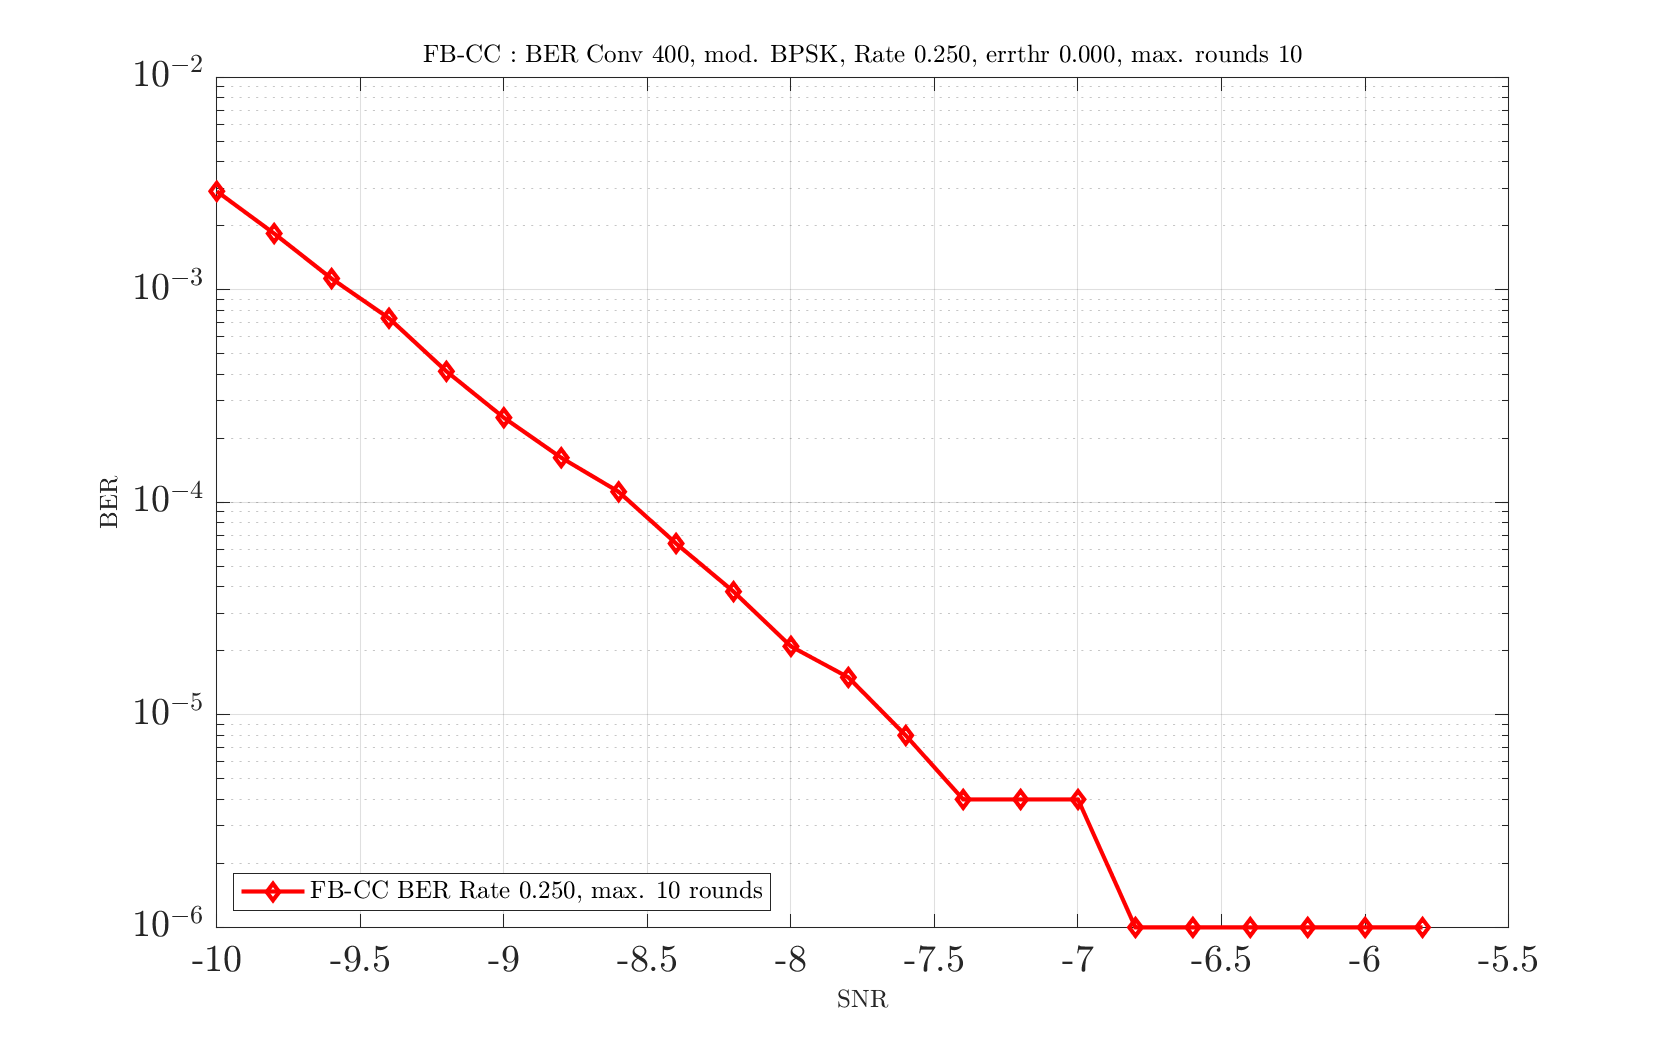 FB-CC : BER Conv 400, mod. BPSK, Rate 0.250, errthr 0.000, max. rounds 10
10^-2
10^-3
10^-4
10^-5
10^-6
BER
FB-CC BER Rate 0.250, max. 10 rounds
-10 -9.5 -9 -8.5 -8 -7.5 -7 -6.5 -6 -5.5
SNR